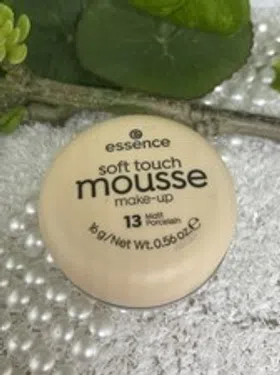 essence
soft touch
mousse
make-up
13 Matt Porcelain
16 g/Net Wt. 0.56 oz. ℮